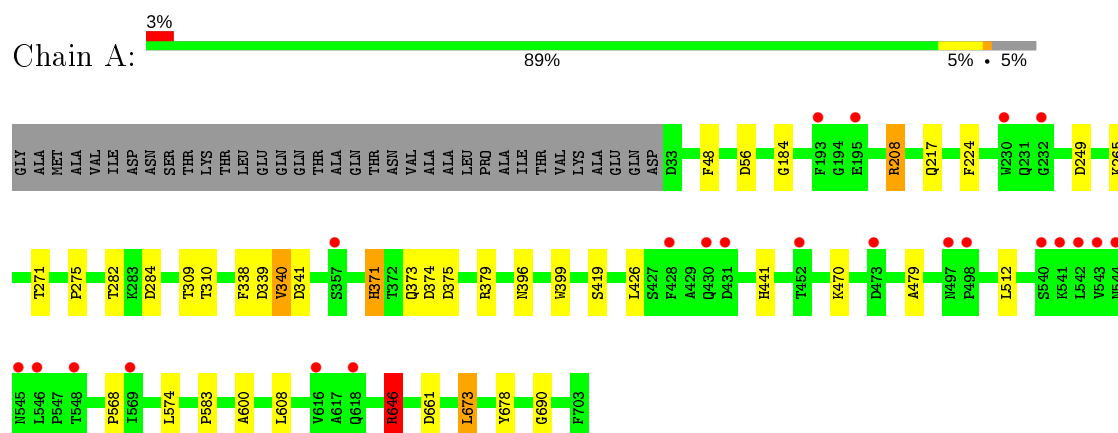 Chain A:
3%
89%
5%
•
5%
GLY ALA MET ALA VAL ILE ASP ASN SER THR LYS THR LEU GLU GLU GLN GLN THR ALA GLN THR ASN VAL ALA ALA LEU PRO ALA ILE THR VAL LYS ALA GLU GLN ASP D33 F48 D56 G184 F193 G194 E195 R208 Q217 F224 W230 Q231 G232 D249 K265
T271 P275 T282 K283 D284 T309 T310 F338 D339 V340 D341 S357 H371 T372 Q373 D374 D375 R379 N396 W399 S419 L426 S427 F428 A429 Q430 D431 H441 T452 K470 D473 A479 N497 P498 L512 S540 K541 L542 V543 N544
N545 L546 P547 T548 P568 I569 L574 P583 A600 L608 V616 A617 Q618 R646 D661 L673 Y678 G690 F703